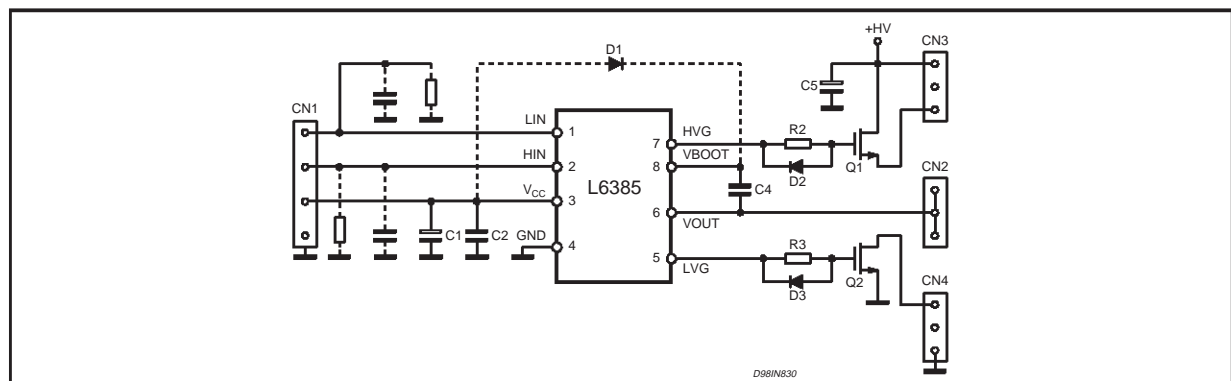 +HV
CN3
D1
C5
CN1
LIN
1
HVG
R2
7
HIN
2
VBOOT
8
D2
Q1
L6385
C4
CN2
VCC
3
C1
C2
GND
4
VOUT
6
R3
5
LVG
D3
Q2
CN4
D98IN830